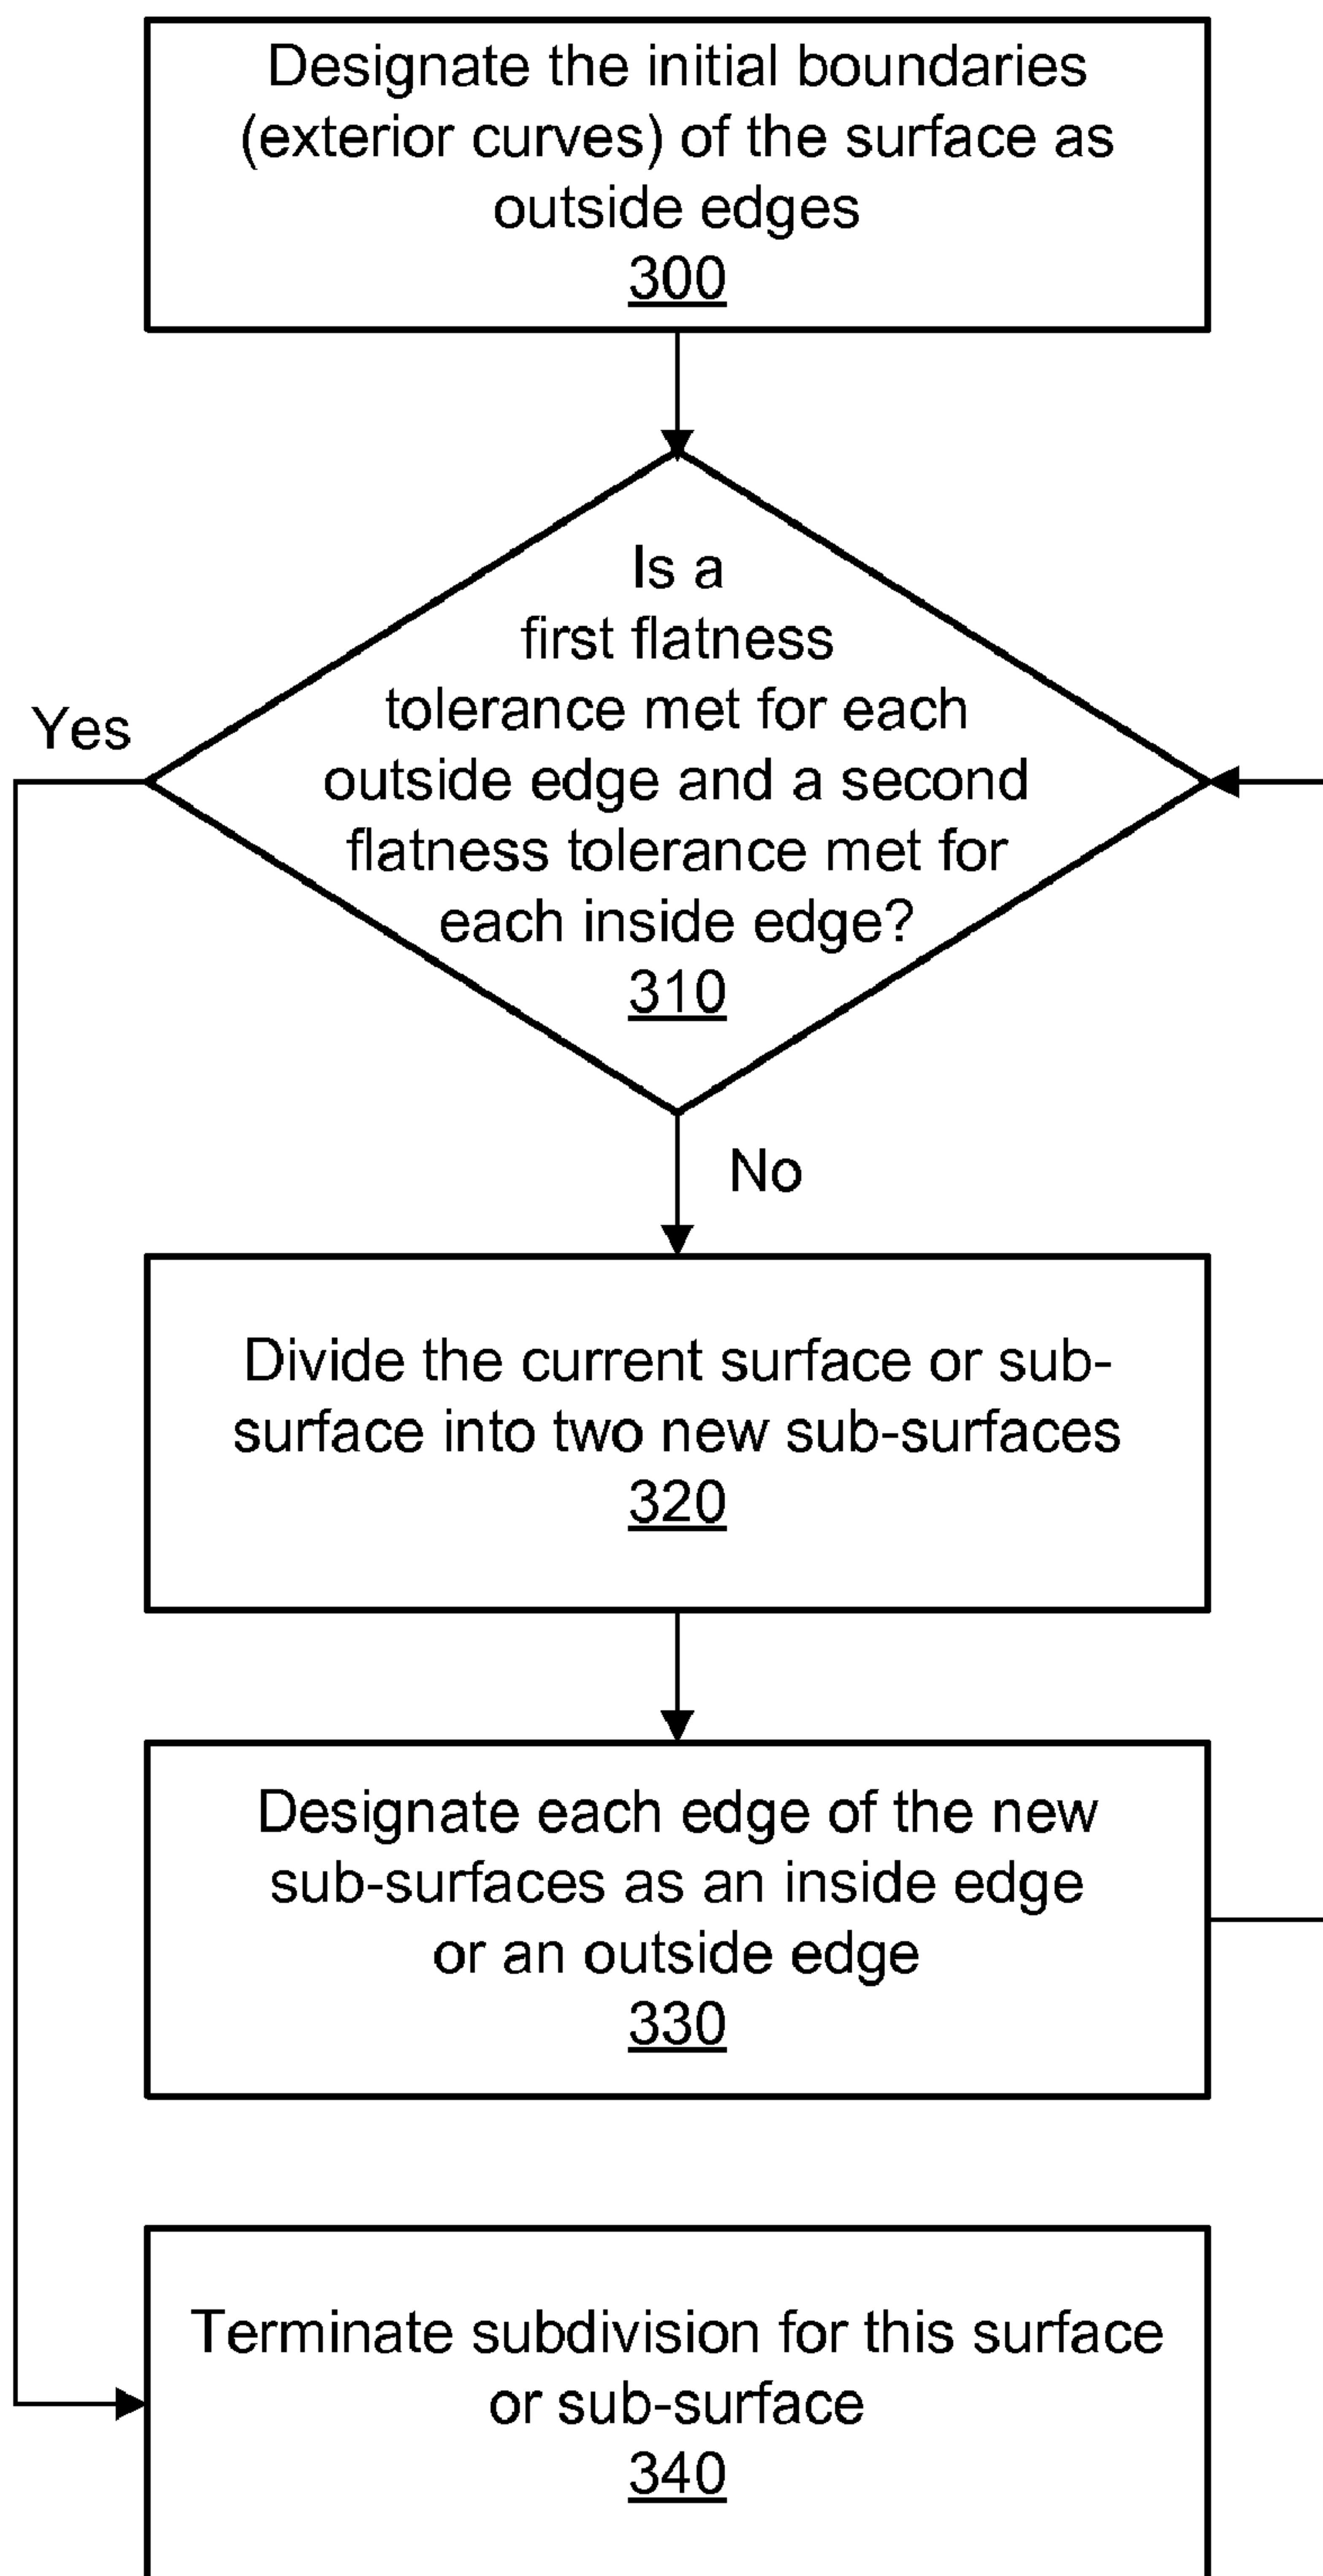 Designate the initial boundaries
(exterior curves) of the surface as
outside edges
300
Is a
first flatness
tolerance met for each
outside edge and a second
flatness tolerance met for
each inside edge?
310
Yes
No
Divide the current surface or sub-
surface into two new sub-surfaces
320
Designate each edge of the new
sub-surfaces as an inside edge
or an outside edge
330
Terminate subdivision for this surface
or sub-surface
340